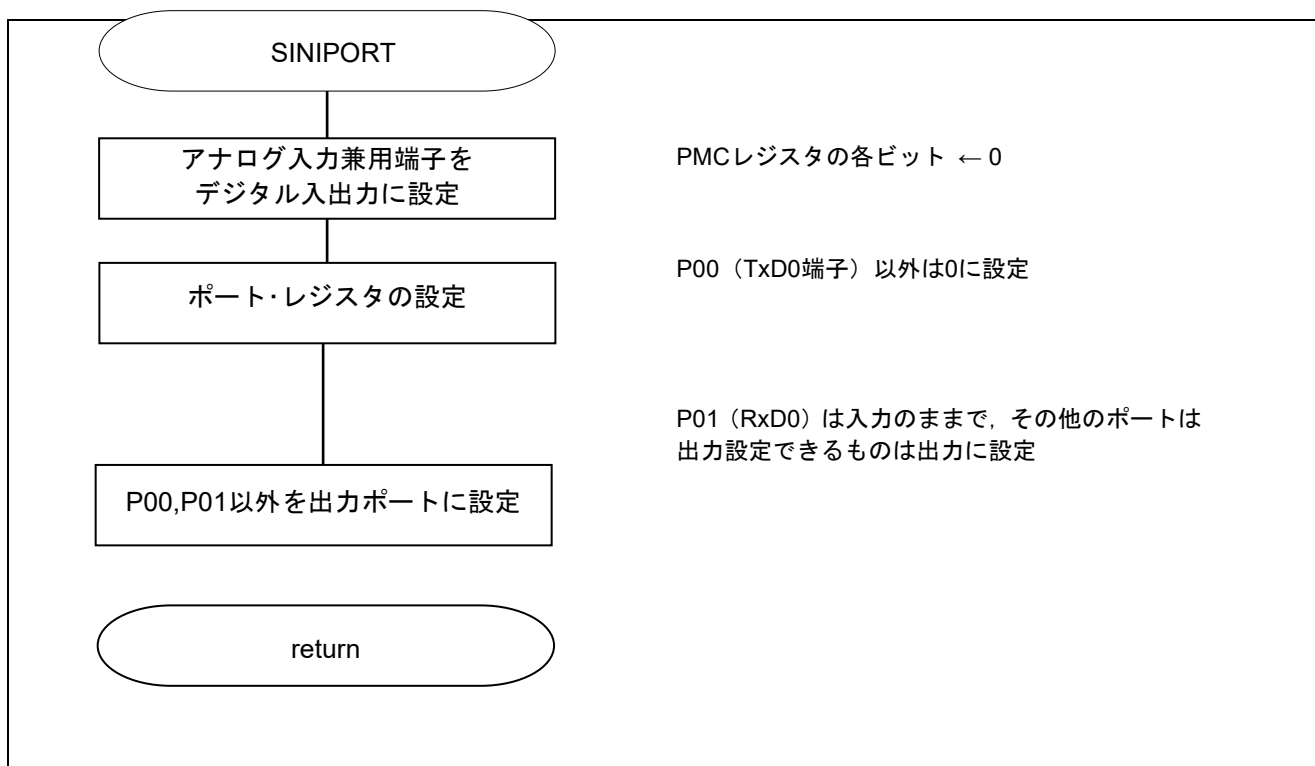 SINIPORT
アナログ入力兼用端子を
デジタル入出力に設定
PMCレジスタの各ビット ← 0
ポート・レジスタの設定
P00（TxD0端子）以外は0に設定
P01（RxD0）は入力のままで，その他のポートは
出力設定できるものは出力に設定
P00,P01以外を出力ポートに設定
return